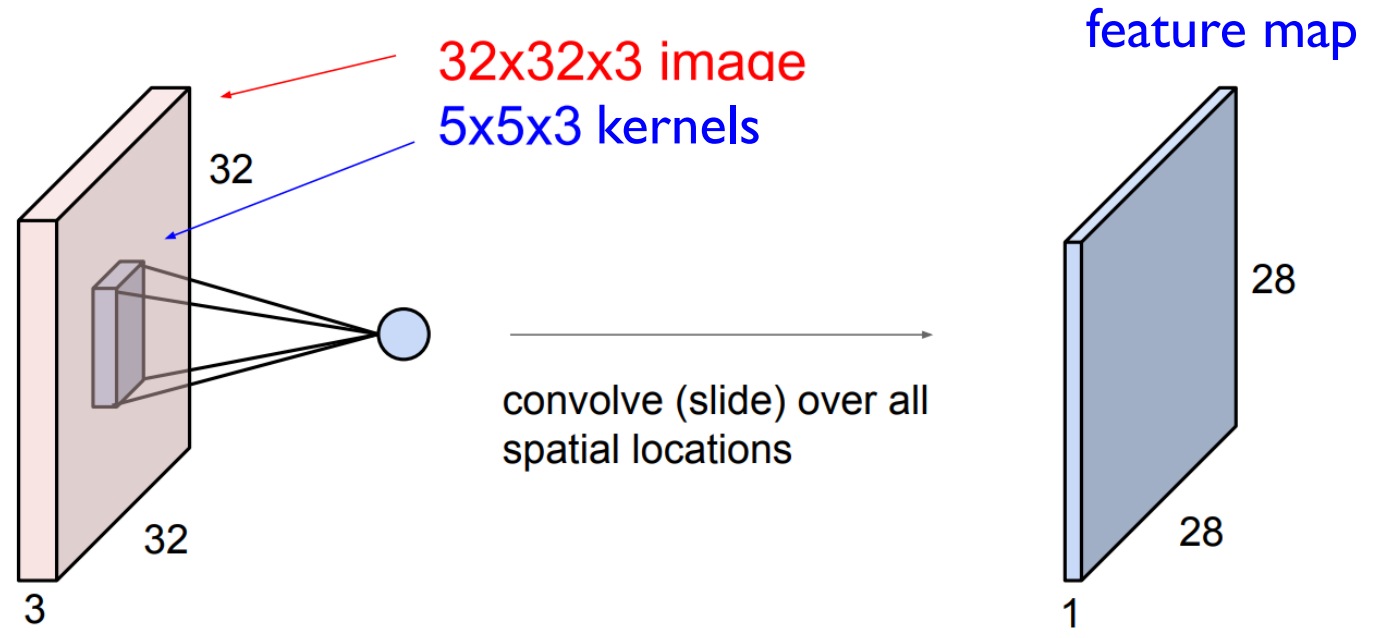 feature map
32x32x3 image
5x5x3 kernels
32
32
3
convolve (slide) over all
spatial locations
28
28
1